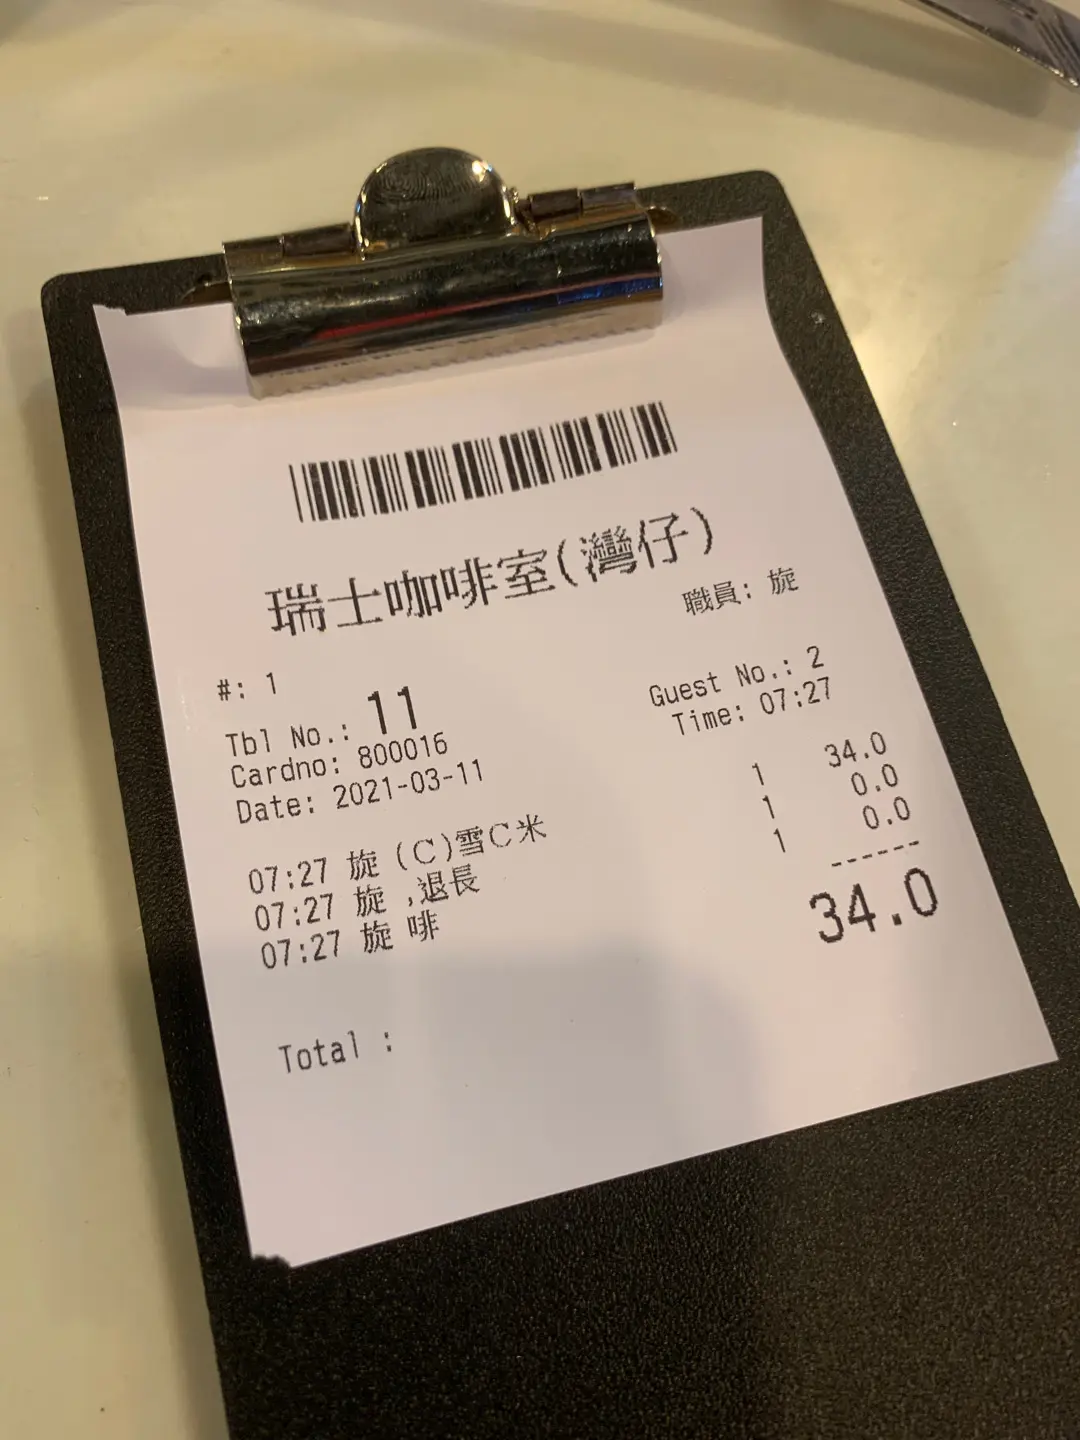 瑞士咖啡室(灣仔)
職員: 旋
#: 1
Tbl No.: 11 Guest No.: 2
Cardno: 800016 Time: 07:27
Date: 2021-03-11
07:27 旋 (C)雪C米 1 34.0
07:27 旋 ,退長 1 0.0
07:27 旋 啡 1 0.0
------
Total : 34.0